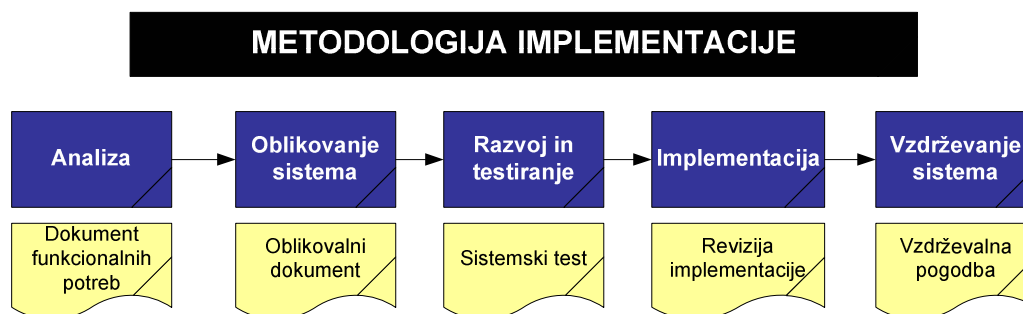 METODOLOGIJA IMPLEMENTACIJE
Analiza
Oblikovanje
sistema
Razvoj in
testiranje
Implementacija
Vzdrževanje
sistema
Dokument
funkcionalnih
potreb
Oblikovalni
dokument
Sistemski test
Revizija
implementacije
Vzdrževalna
pogodba